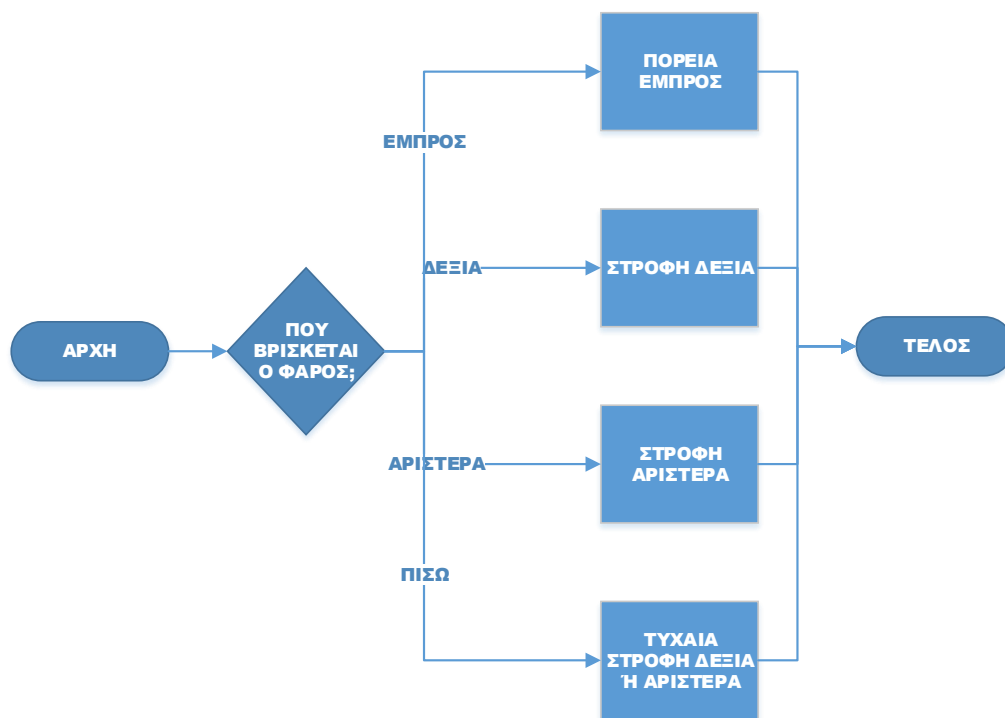 ΑΡΧΗ
ΠΟΥ
ΒΡΙΣΚΕΤΑΙ
Ο ΦΑΡΟΣ;
ΕΜΠΡΟΣ
ΠΟΡΕΙΑ
ΕΜΠΡΟΣ
ΔΕΞΙΑ
ΣΤΡΟΦΗ ΔΕΞΙΑ
ΑΡΙΣΤΕΡΑ
ΣΤΡΟΦΗ
ΑΡΙΣΤΕΡΑ
ΠΙΣΩ
ΤΥΧΑΙΑ
ΣΤΡΟΦΗ ΔΕΞΙΑ
Ή ΑΡΙΣΤΕΡΑ
ΤΕΛΟΣ